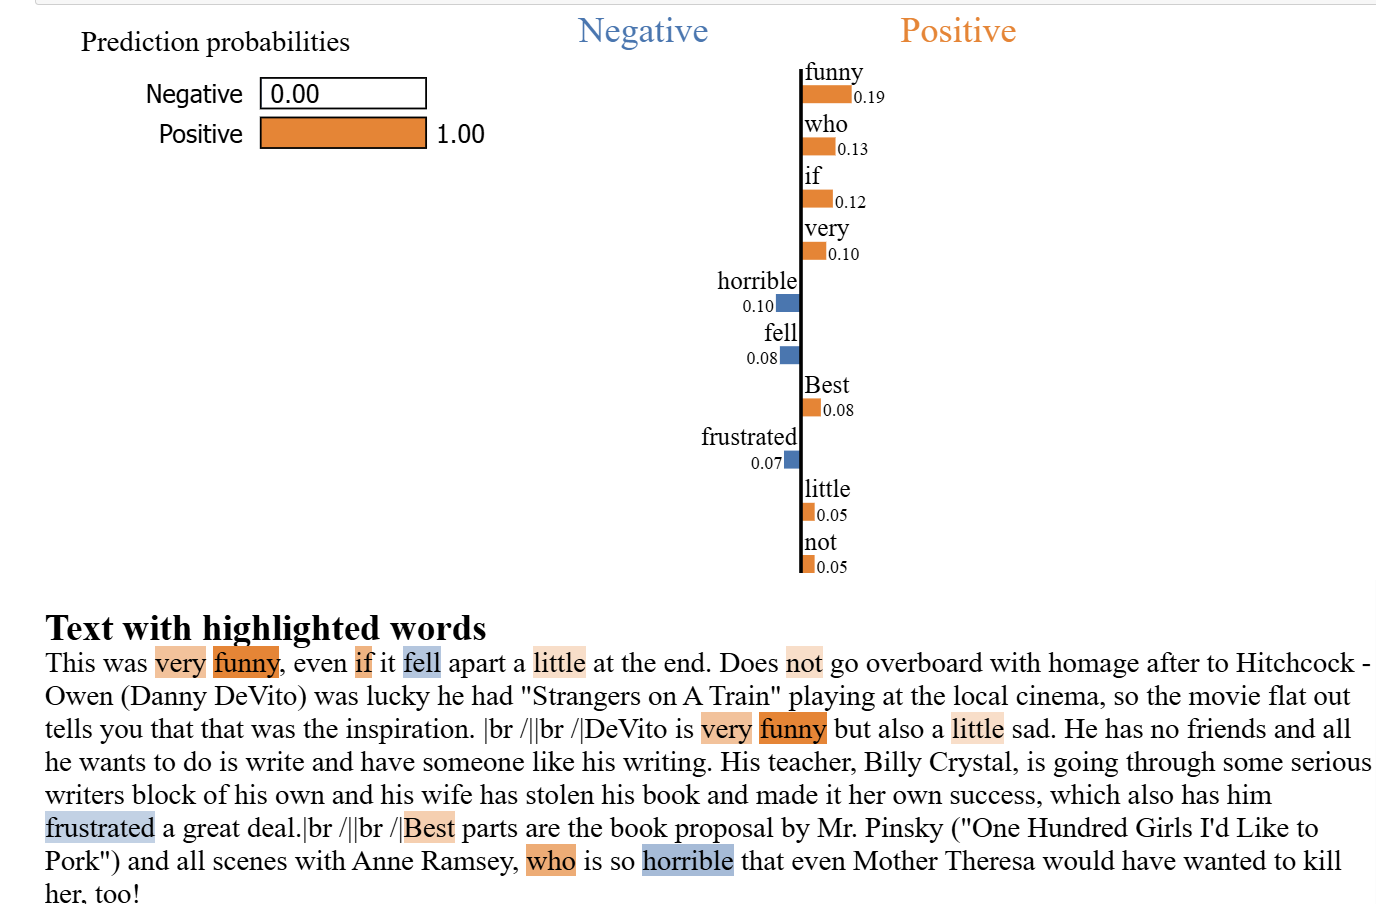 Prediction probabilities
Negative 0.00
Positive 1.00
Negative Positive
funny
0.19
who
0.13
if
0.12
very
0.10
horrible
0.10
fell
0.08
Best
0.08
frustrated
0.07
little
0.05
not
0.05
Text with highlighted words
This was very funny, even if it fell apart a little at the end. Does not go overboard with homage after to Hitchcock -
Owen (Danny DeVito) was lucky he had "Strangers on A Train" playing at the local cinema, so the movie flat out
tells you that that was the inspiration. |br /||br /|DeVito is very funny but also a little sad. He has no friends and all
he wants to do is write and have someone like his writing. His teacher, Billy Crystal, is going through some serious
writers block of his own and his wife has stolen his book and made it her own success, which also has him
frustrated a great deal.|br /||br /|Best parts are the book proposal by Mr. Pinsky ("One Hundred Girls I'd Like to
Pork") and all scenes with Anne Ramsey, who is so horrible that even Mother Theresa would have wanted to kill
her, too!